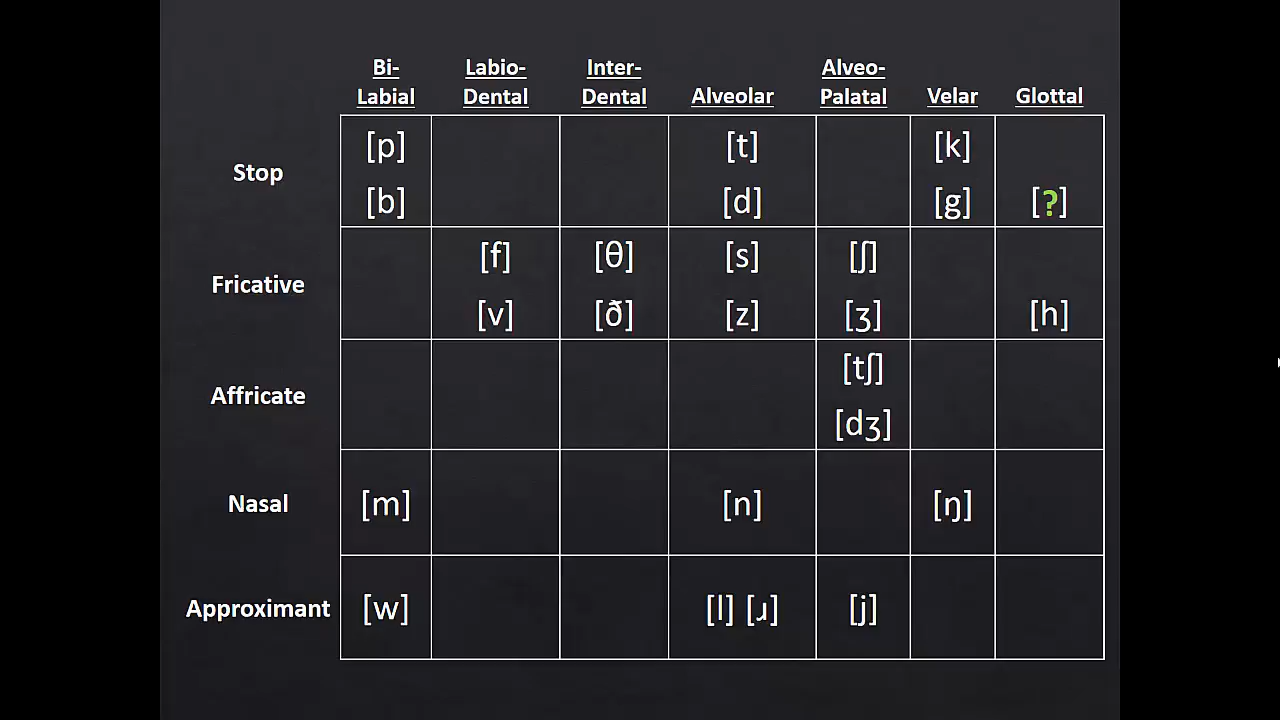 Bi- Labio- Inter- Alveo-
Labial Dental Dental Alveolar Palatal Velar Glottal
[p] [t] [k]
Stop
[b] [d] [g] [?]
[f] [θ] [s] [ʃ]
Fricative
[v] [ð] [z] [ʒ] [h]
[tʃ]
Affricate
[dʒ]
Nasal [m] [n] [ŋ]
Approximant [w] [l] [ɹ] [j]